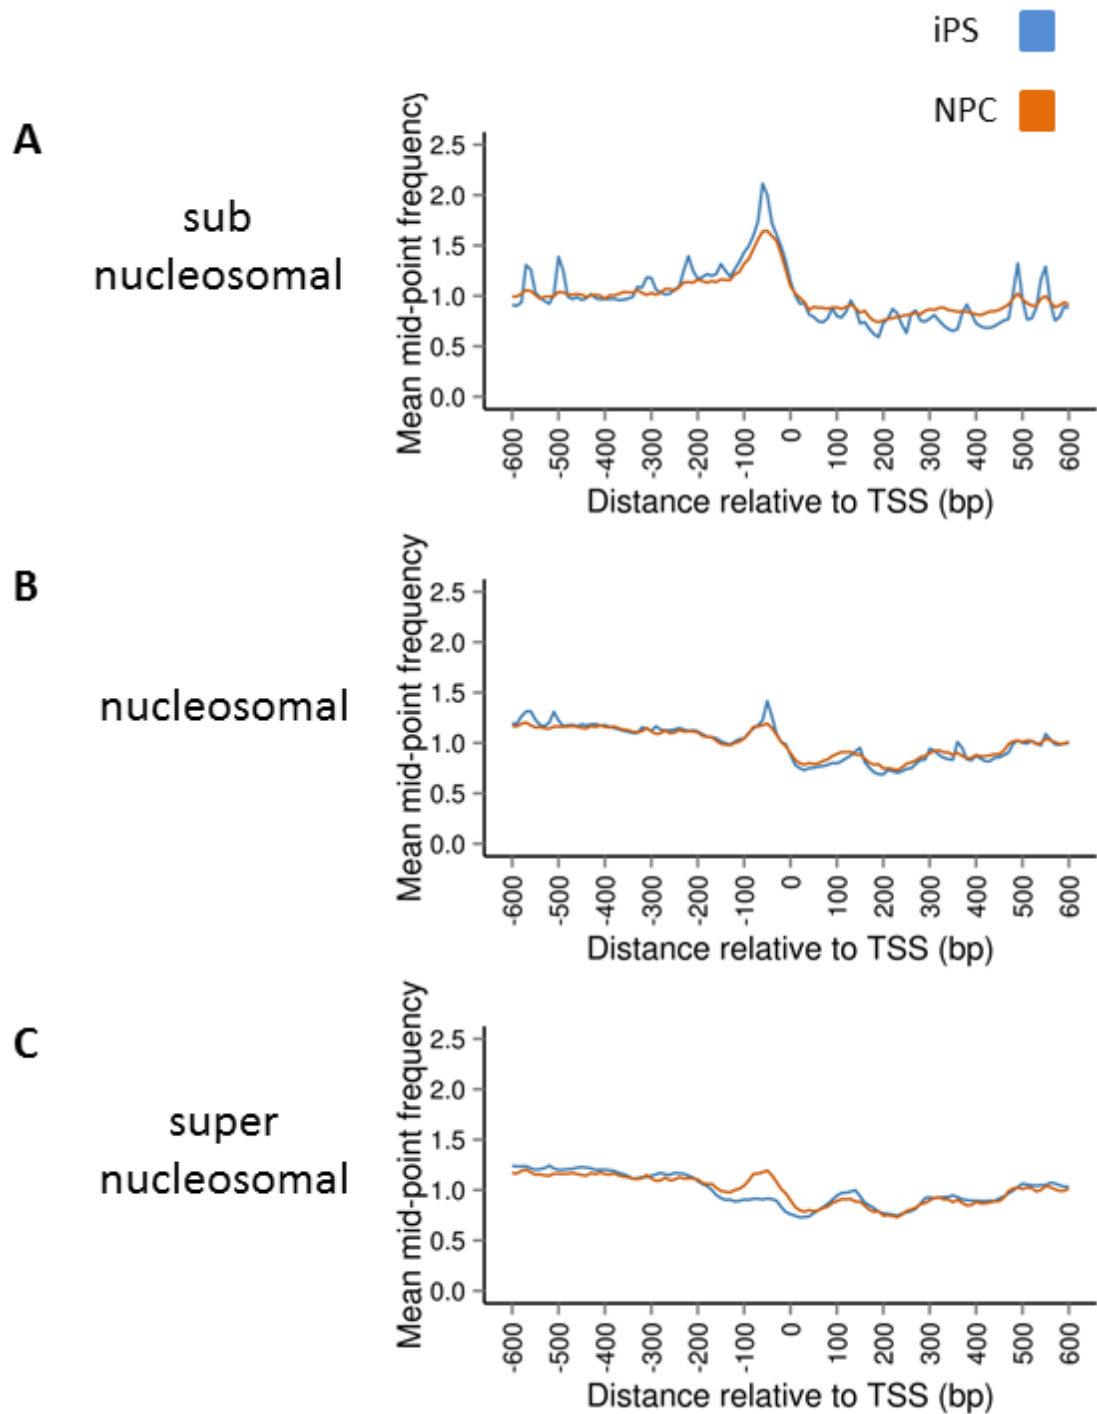 iPS
NPC
A
sub
nucleosomal
Mean mid-point frequency
2.5
2.0
1.5
1.0
0.5
0.0
-600 -500 -400 -300 -200 -100 0 100 200 300 400 500 600
Distance relative to TSS (bp)
B
nucleosomal
Mean mid-point frequency
2.5
2.0
1.5
1.0
0.5
0.0
-600 -500 -400 -300 -200 -100 0 100 200 300 400 500 600
Distance relative to TSS (bp)
C
super
nucleosomal
Mean mid-point frequency
2.5
2.0
1.5
1.0
0.5
0.0
-600 -500 -400 -300 -200 -100 0 100 200 300 400 500 600
Distance relative to TSS (bp)